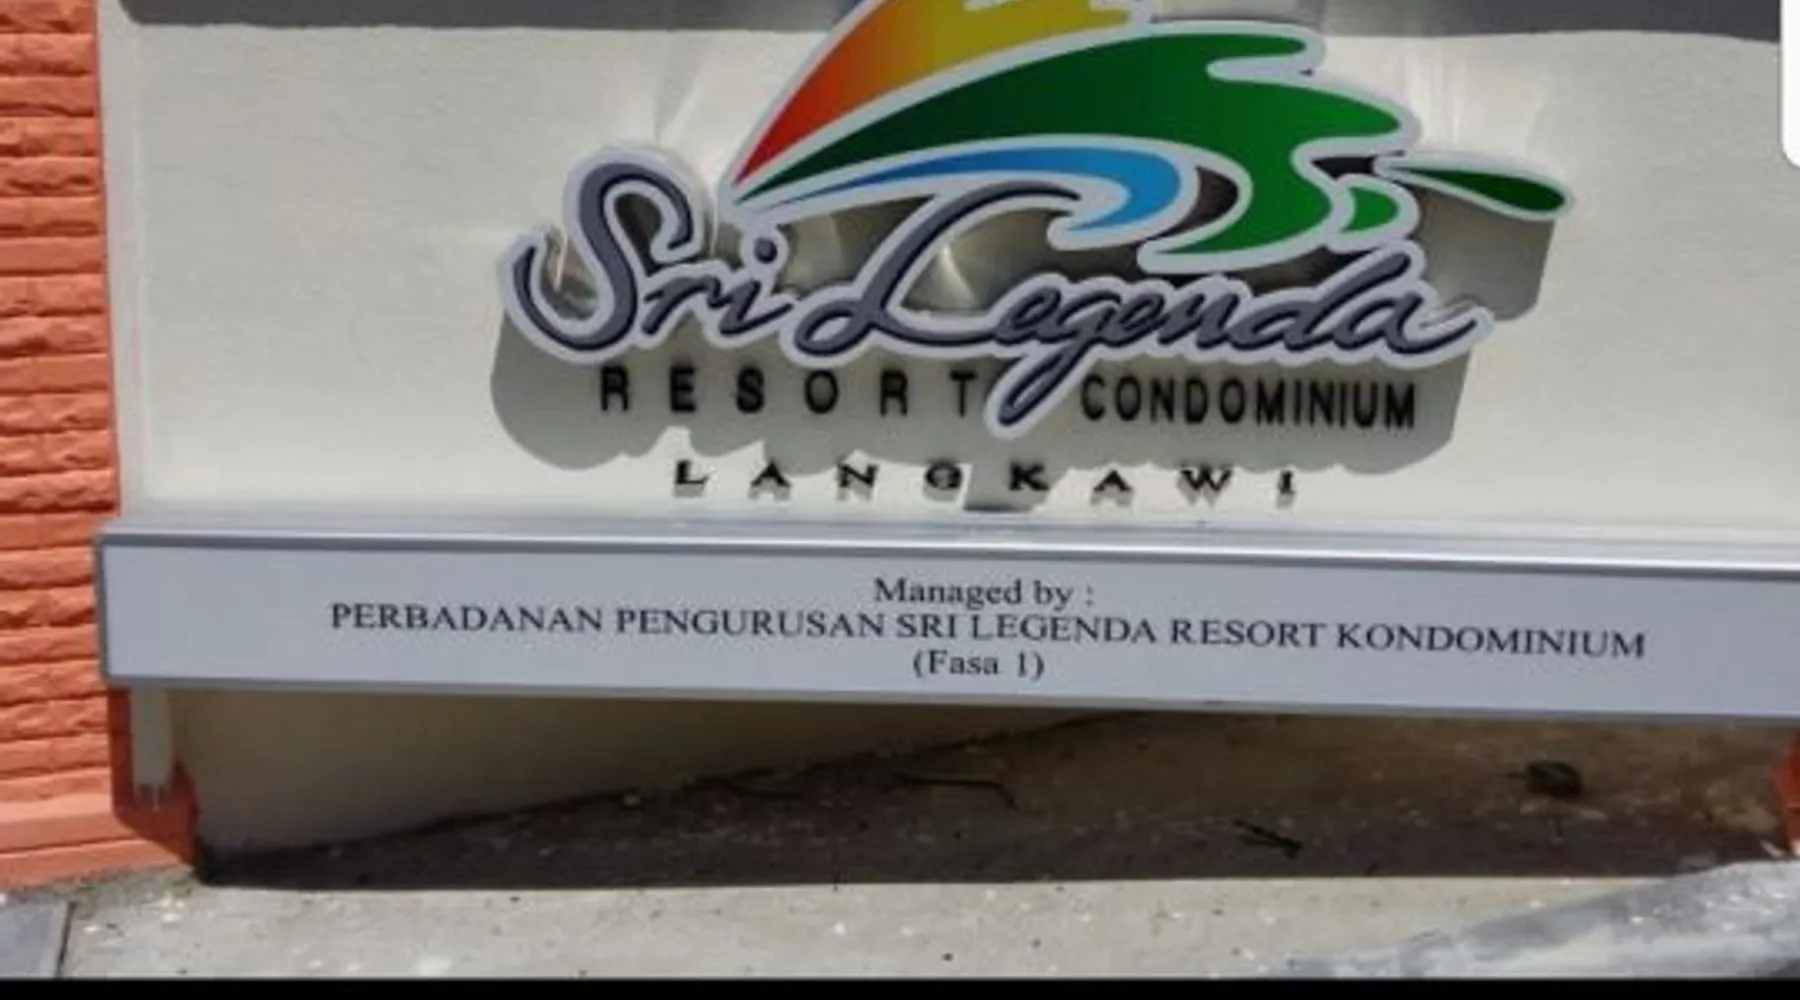 Sri Legenda
RESORT CONDOMINIUM
LANGKAWI
Managed by :
PERBADANAN PENGURUSAN SRI LEGENDA RESORT KONDOMINIUM
(Fasa 1)